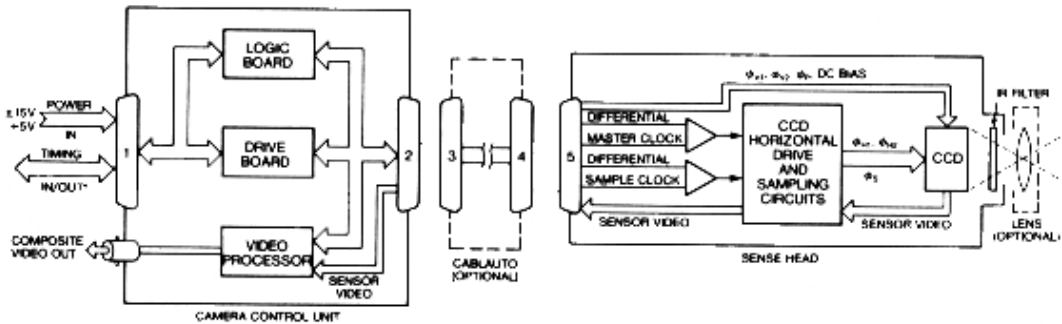 LOGIC
BOARD
± 15V
POWER
+5V
IN
TIMING
IN/OUT*
1
DRIVE
BOARD
2
COMPOSITE
VIDEO OUT
VIDEO
PROCESSOR
SENSOR
VIDEO
CAMERA CONTROL UNIT
3
4
CABLAUTO
(OPTIONAL)
5
DC BIAS
DIFFERENTIAL
MASTER CLOCK
DIFFERENTIAL
SAMPLE CLOCK
SENSOR VIDEO
CCD
HORIZONTAL
DRIVE
AND
SAMPLING
CIRCUITS
CCD
SENSOR VIDEO
IR FILTER
LENS
(OPTIONAL)
SENSE HEAD